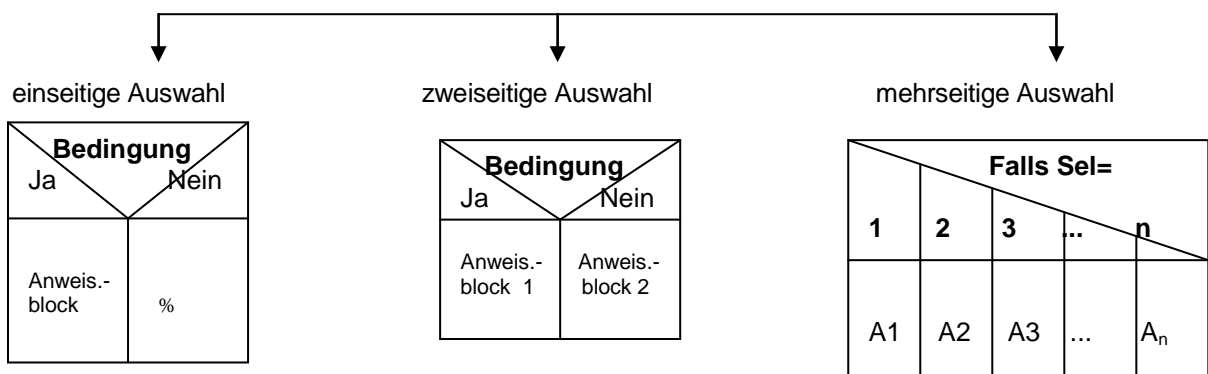 einseitige Auswahl
zweiseitige Auswahl
mehrseitige Auswahl
Bedingung
Ja Nein
Anweis.-
block
%
Bedingung
Ja Nein
Anweis.-
block 1
Anweis.-
block 2
Falls Sel=
1 2 3 ... n
A1 A2 A3 ... An